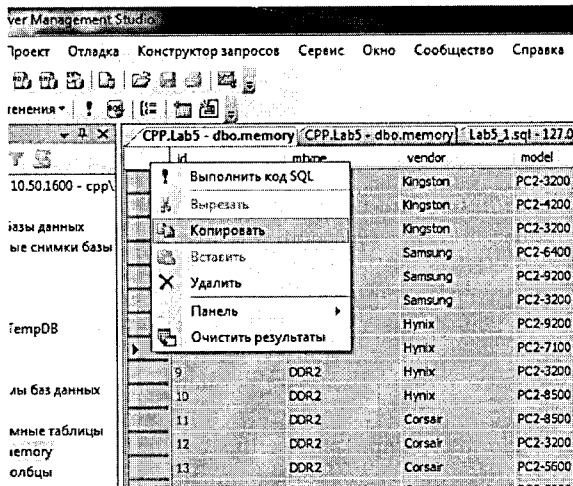 ver Management Studio
Проект Отладка Конструктор запросов Сервис Окно Сообщество Справка
енения
CPP.Lab5 - dbo.memory CPP.Lab5 - dbo.memory Lab5_1.sql - 127.0
id mtype vendor model
10.50.1600 - cpp\
Выполнить код SQL
Kingston PC2-3200
Вырезать
Kingston PC2-4200
азы данных
Копировать
Kingston PC2-3200
ые снимки базы
Вставить
Samsung PC2-6400
Удалить
Samsung PC2-9200
Samsung PC2-3200
Панель
TempDB
Hynix PC2-9200
Очистить результаты
Hynix PC2-7100
9 DDR2 Hynix PC2-3200
лы баз данных
10 DDR2 Hynix PC2-8500
11 DDR2 Corsair PC2-8500
мные таблицы
12 DDR2 Corsair PC2-3200
emory
13 DDR2 Corsair PC2-5600
олбцы